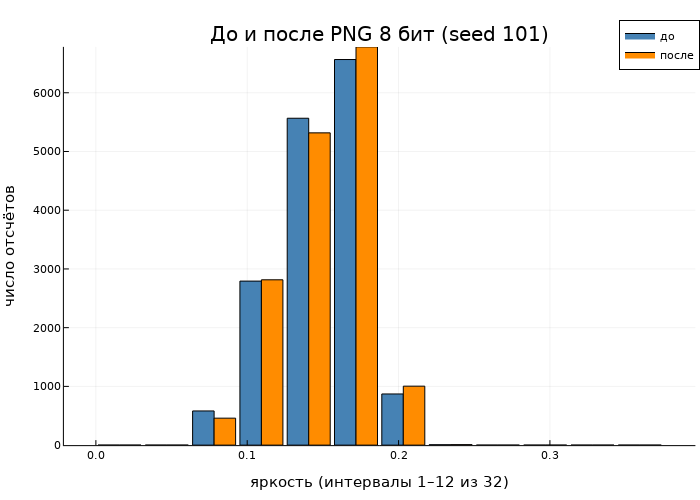 До и после PNG 8 бит (seed 101)
до
после
число отсчётов
6000
5000
4000
3000
2000
1000
0
0.0
0.1
0.2
0.3
яркость (интервалы 1–12 из 32)